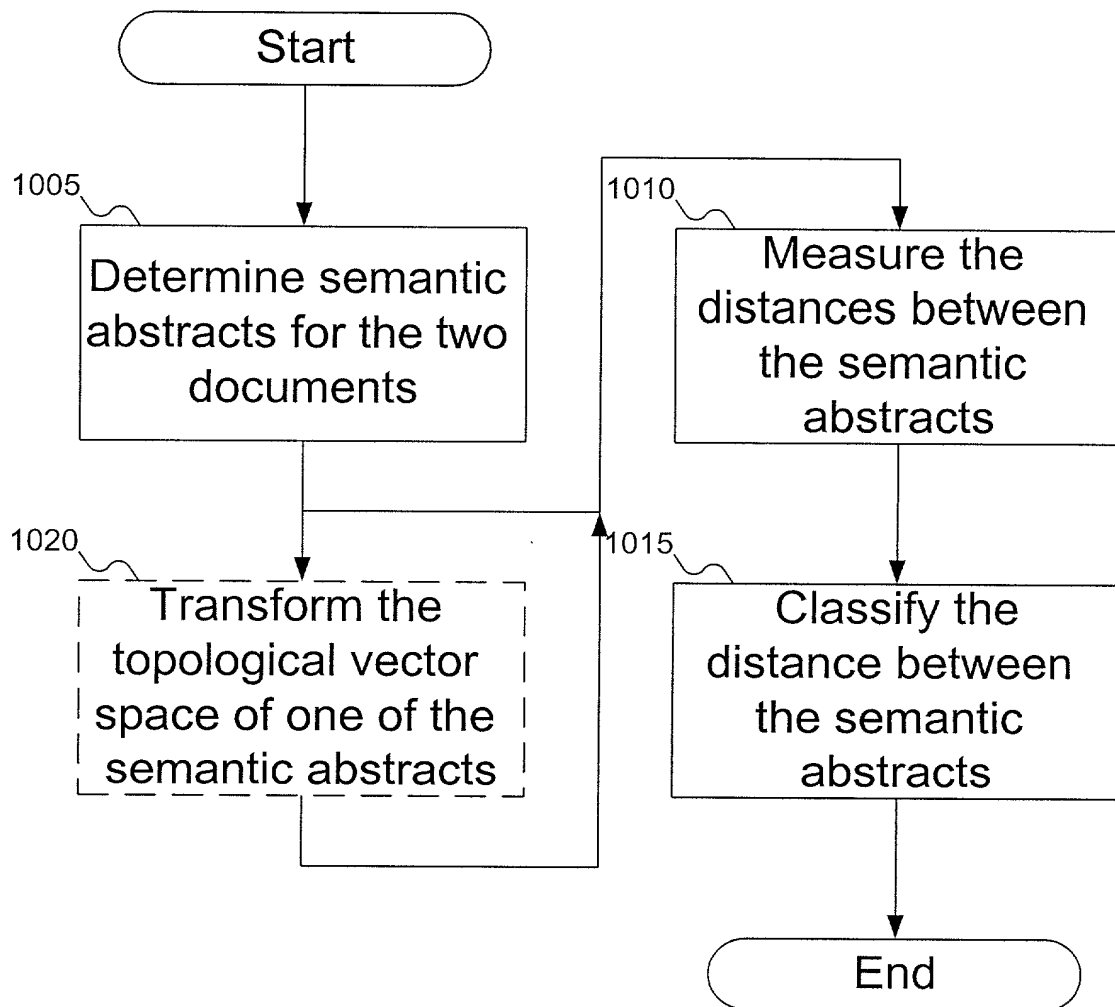 Start
1005
Determine semantic
abstracts for the two
documents
1020
Transform the
topological vector
space of one of the
semantic abstracts
1010
Measure the
distances between
the semantic
abstracts
1015
Classify the
distance between
the semantic
abstracts
End